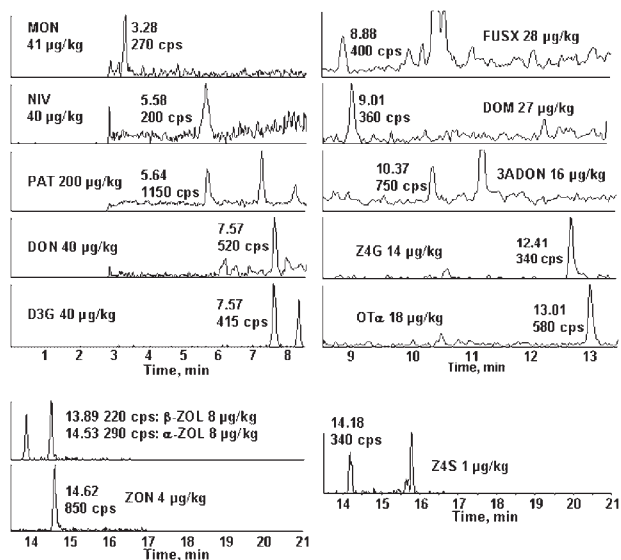 MON 3.28
41 µg/kg 270 cps
NIV 5.58
40 µg/kg 200 cps
PAT 200 µg/kg 5.64
1150 cps
DON 40 µg/kg 7.57
520 cps
D3G 40 µg/kg 7.57
415 cps
1 2 3 4 5 6 7 8
Time, min
8.88 FUSX 28 µg/kg
400 cps
9.01 DOM 27 µg/kg
360 cps
10.37 3ADON 16 µg/kg
750 cps
Z4G 14 µg/kg 12.41
340 cps
OTα 18 µg/kg 13.01
580 cps
9 10 11 12 13
Time, min
13.89 220 cps: β-ZOL 8 µg/kg
14.53 290 cps: α-ZOL 8 µg/kg
14.62 ZON 4 µg/kg
850 cps
14 15 16 17 18 19 20 21
Time, min
14.18
340 cps Z4S 1 µg/kg
14 15 16 17 18 19 20 21
Time, min